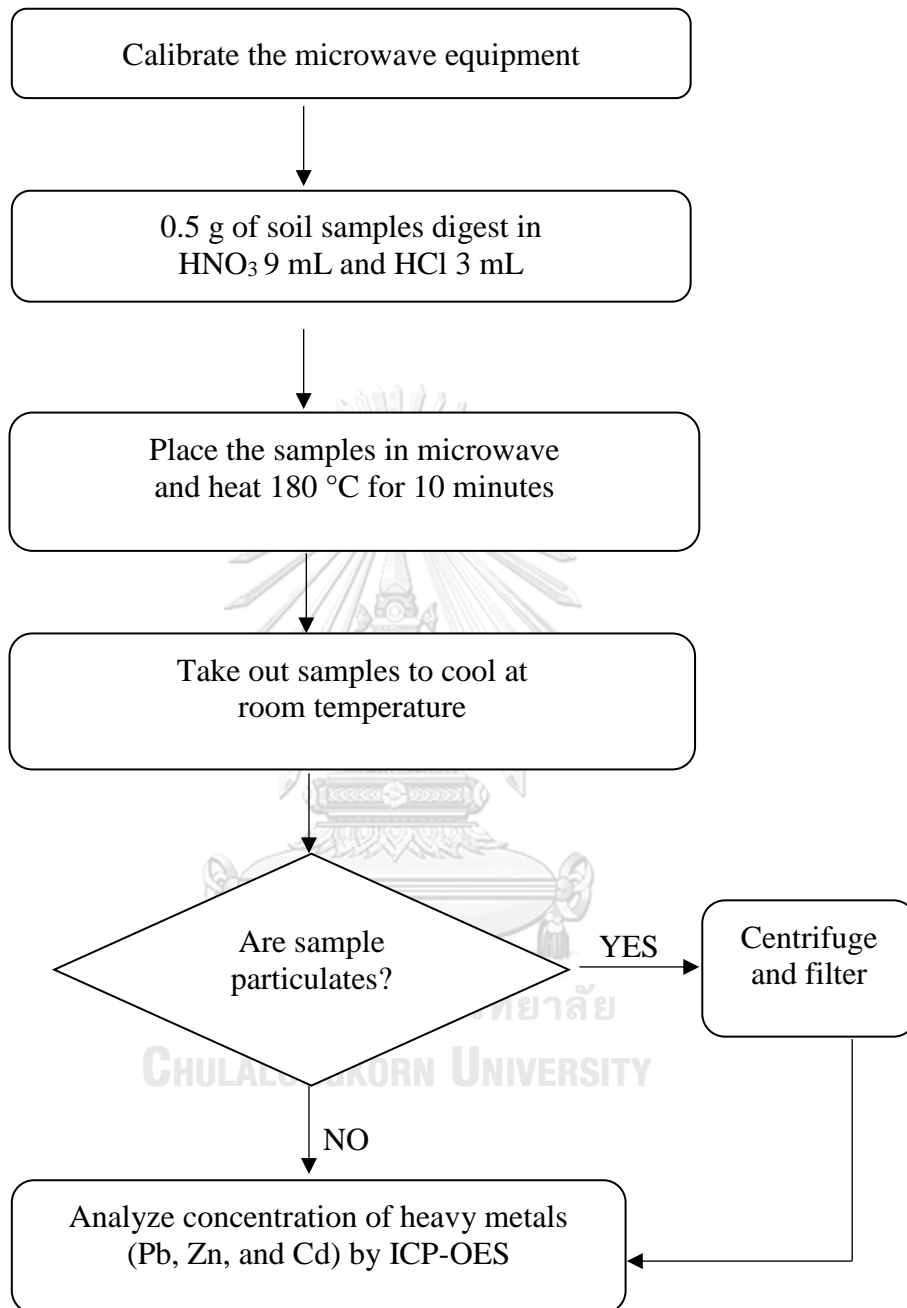 Calibrate the microwave equipment
0.5 g of soil samples digest in
HNO₃ 9 mL and HCl 3 mL
Place the samples in microwave
and heat 180 °C for 10 minutes
Take out samples to cool at
room temperature
Are sample
particulates?
YES
Centrifuge
and filter
CHULALONGKORN UNIVERSITY
NO
Analyze concentration of heavy metals
(Pb, Zn, and Cd) by ICP-OES